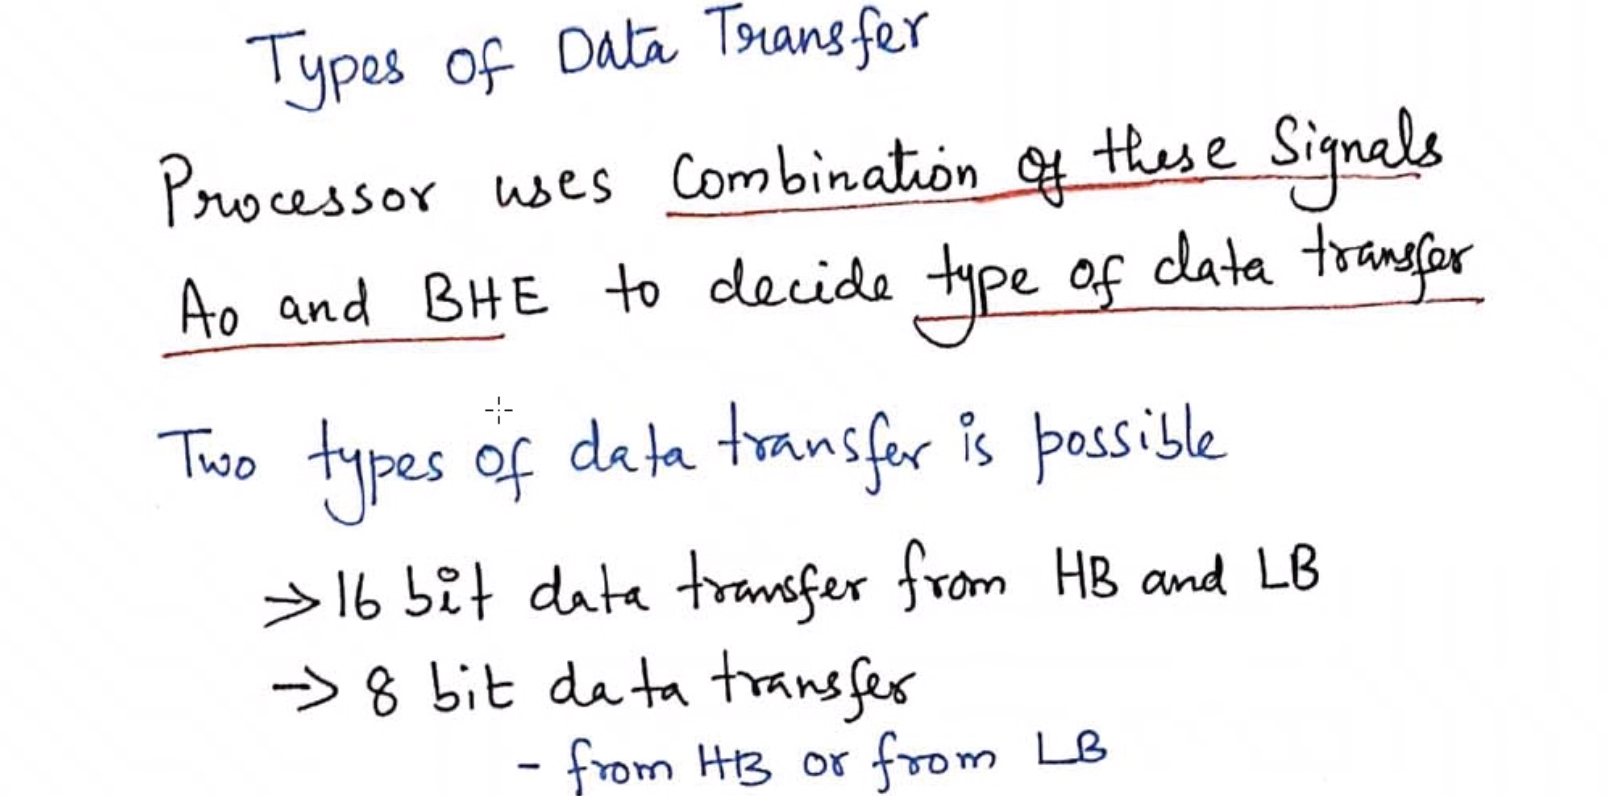 Types of Data Transfer
Processor uses Combination of these Signals
A0 and BHE to decide type of data transfer
Two types of data transfer is possible
⇒ 16 bit data transfer from HB and LB
→ 8 bit data transfer
- from HB or from LB